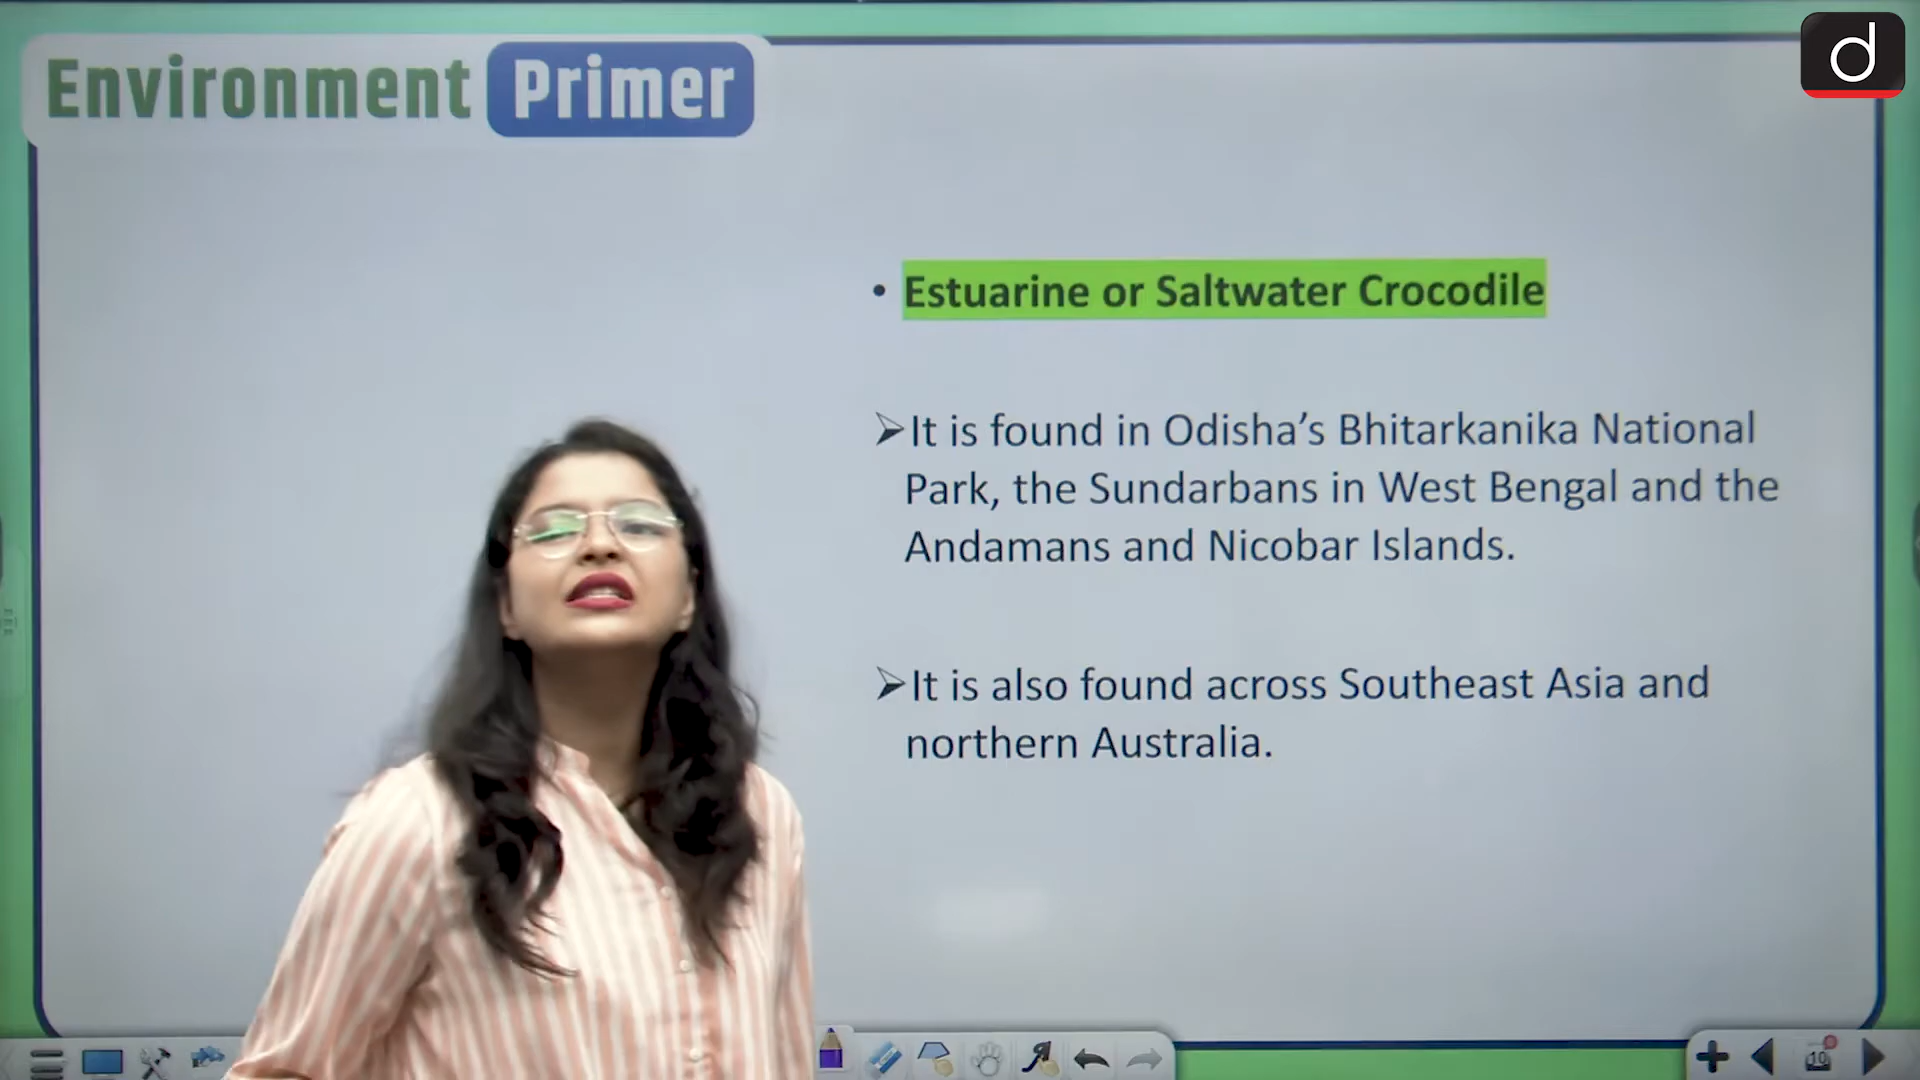 Environment Primer
d
• Estuarine or Saltwater Crocodile
➢It is found in Odisha’s Bhitarkanika National
Park, the Sundarbans in West Bengal and the
Andamans and Nicobar Islands.
➢It is also found across Southeast Asia and
northern Australia.
10